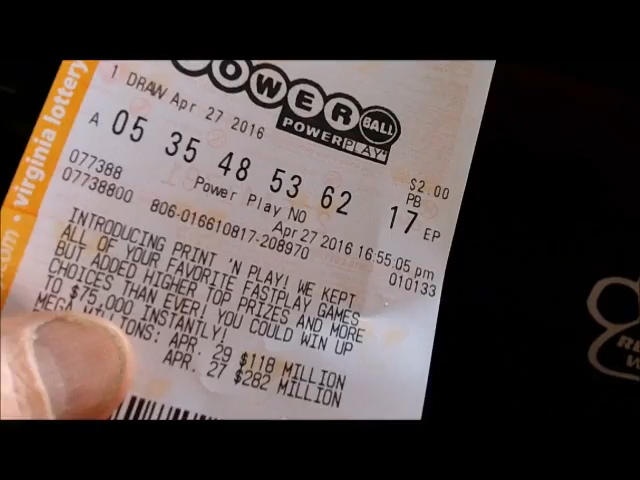 POWER BALL
POWERPLAY
virginia lottery
.com
1 DRAW Apr 27 2016
$2.00
PB
A 05 35 48 53 62 17 EP
Power Play NO
077388
07738800
Apr 27 2016 16:55:05 pm
806-016610817-208970
010133
INTRODUCING PRINT 'N PLAY! WE KEPT
ALL OF YOUR FAVORITE FASTPLAY GAMES
BUT ADDED HIGHER TOP PRIZES AND MORE
CHOICES THAN EVER! YOU COULD WIN UP
TO $75,000 INSTANTLY!
MEGA MILLIONS: APR. 29 $118 MILLION
APR. 27 $282 MILLION